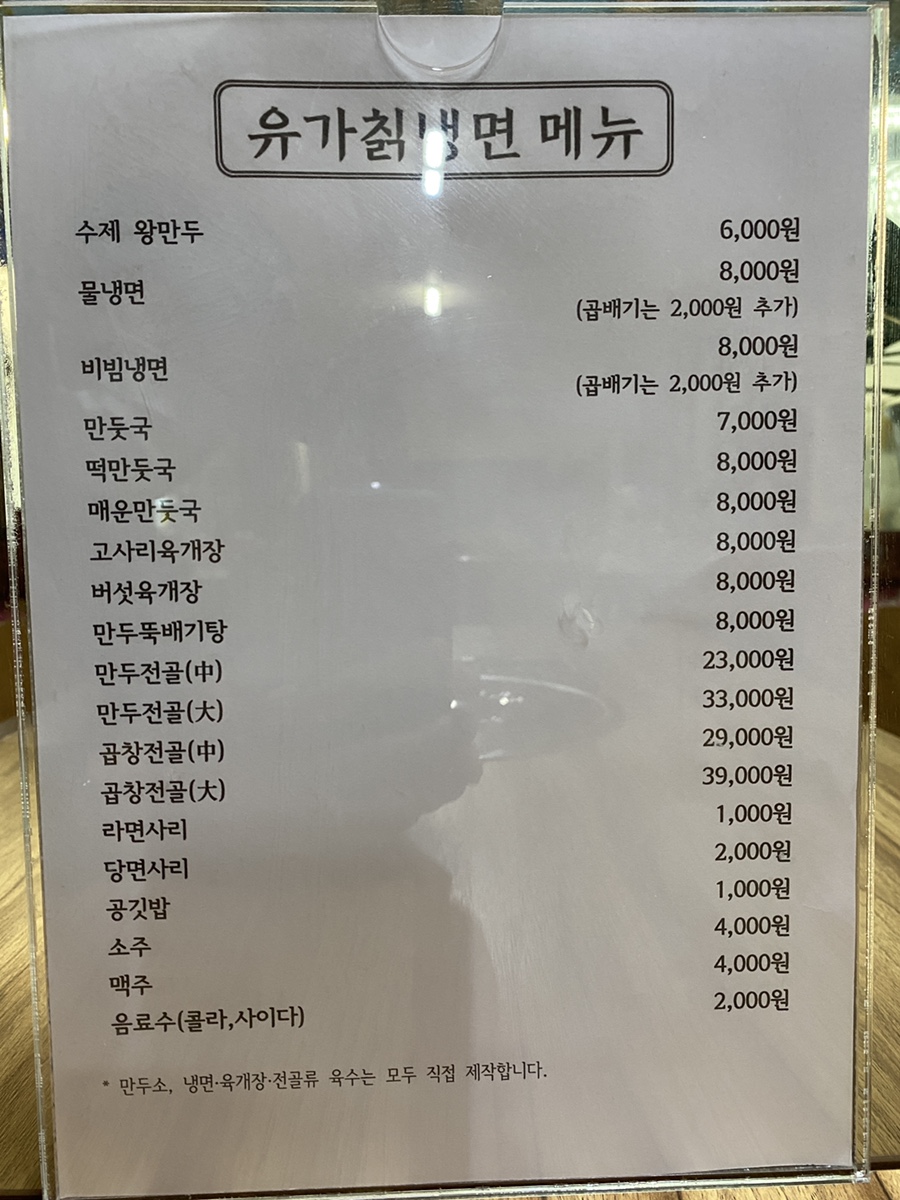 유가칡냉면 메뉴
수제 왕만두 6,000원
물냉면 8,000원
(곱배기는 2,000원 추가)
비빔냉면 8,000원
(곱배기는 2,000원 추가)
만둣국 7,000원
떡만둣국 8,000원
매운만둣국 8,000원
고사리육개장 8,000원
버섯육개장 8,000원
만두뚝배기탕 8,000원
만두전골(中) 23,000원
만두전골(大) 33,000원
곱창전골(中) 29,000원
곱창전골(大) 39,000원
라면사리 1,000원
당면사리 2,000원
공깃밥 1,000원
소주 4,000원
맥주 4,000원
음료수(콜라,사이다) 2,000원
* 만두소, 냉면·육개장·전골류 육수는 모두 직접 제작합니다.